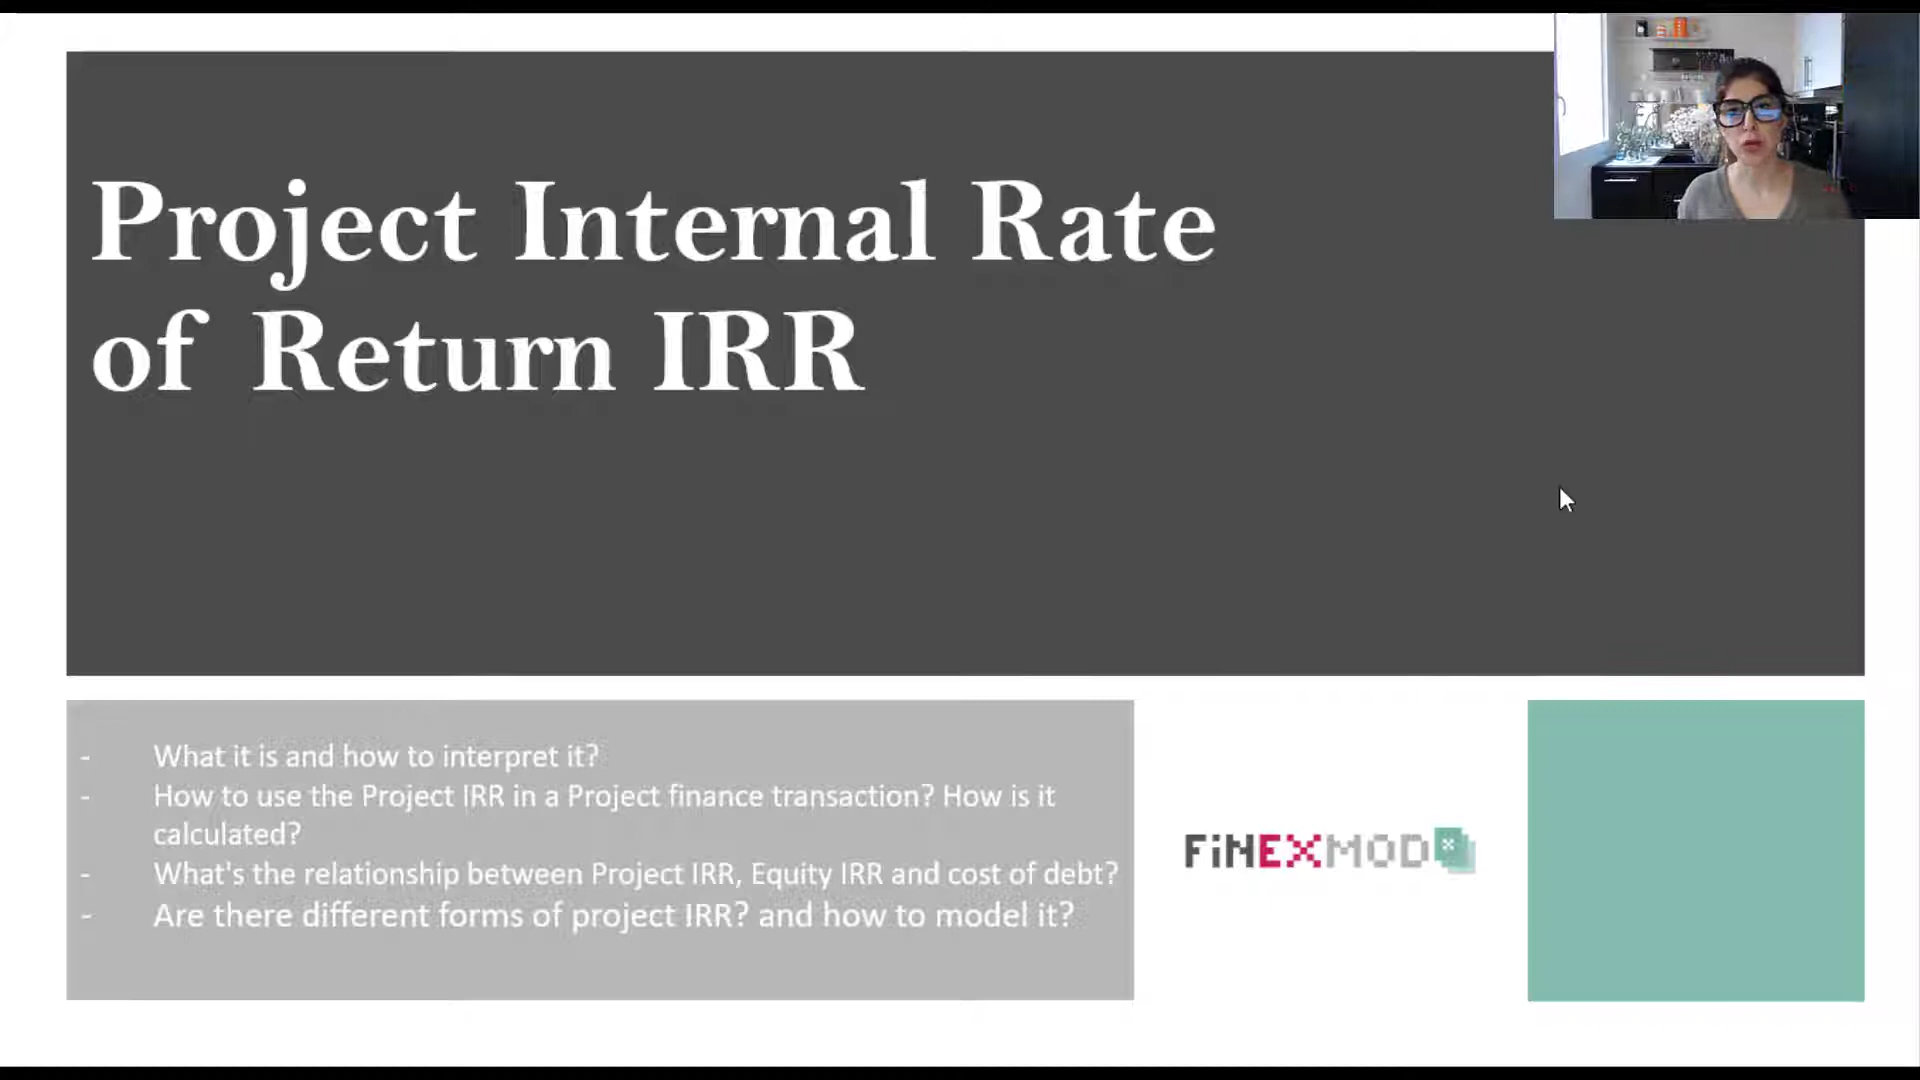 Project Internal Rate
of Return IRR
- What it is and how to interpret it?
- How to use the Project IRR in a Project finance transaction? How is it
calculated?
- What's the relationship between Project IRR, Equity IRR and cost of debt?
- Are there different forms of project IRR? and how to model it?
FiNEXMOD